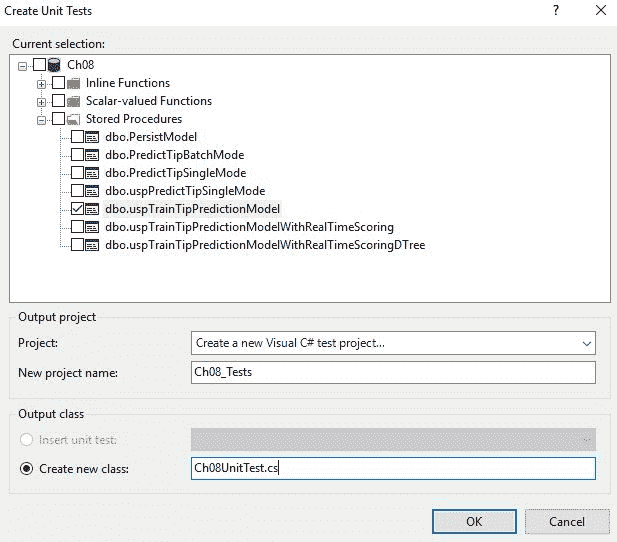 Create Unit Tests
?
Current selection:
Ch08
Inline Functions
Scalar-valued Functions
Stored Procedures
dbo.PersistModel
dbo.PredictTipBatchMode
dbo.PredictTipSingleMode
dbo.uspPredictTipSingleMode
dbo.uspTrainTipPredictionModel
dbo.uspTrainTipPredictionModelWithRealTimeScoring
dbo.uspTrainTipPredictionModelWithRealTimeScoringDTree
Output project
Project: Create a new Visual C# test project...
New project name: Ch08_Tests
Output class
Insert unit test:
Create new class: Ch08UnitTest.cs
OK Cancel